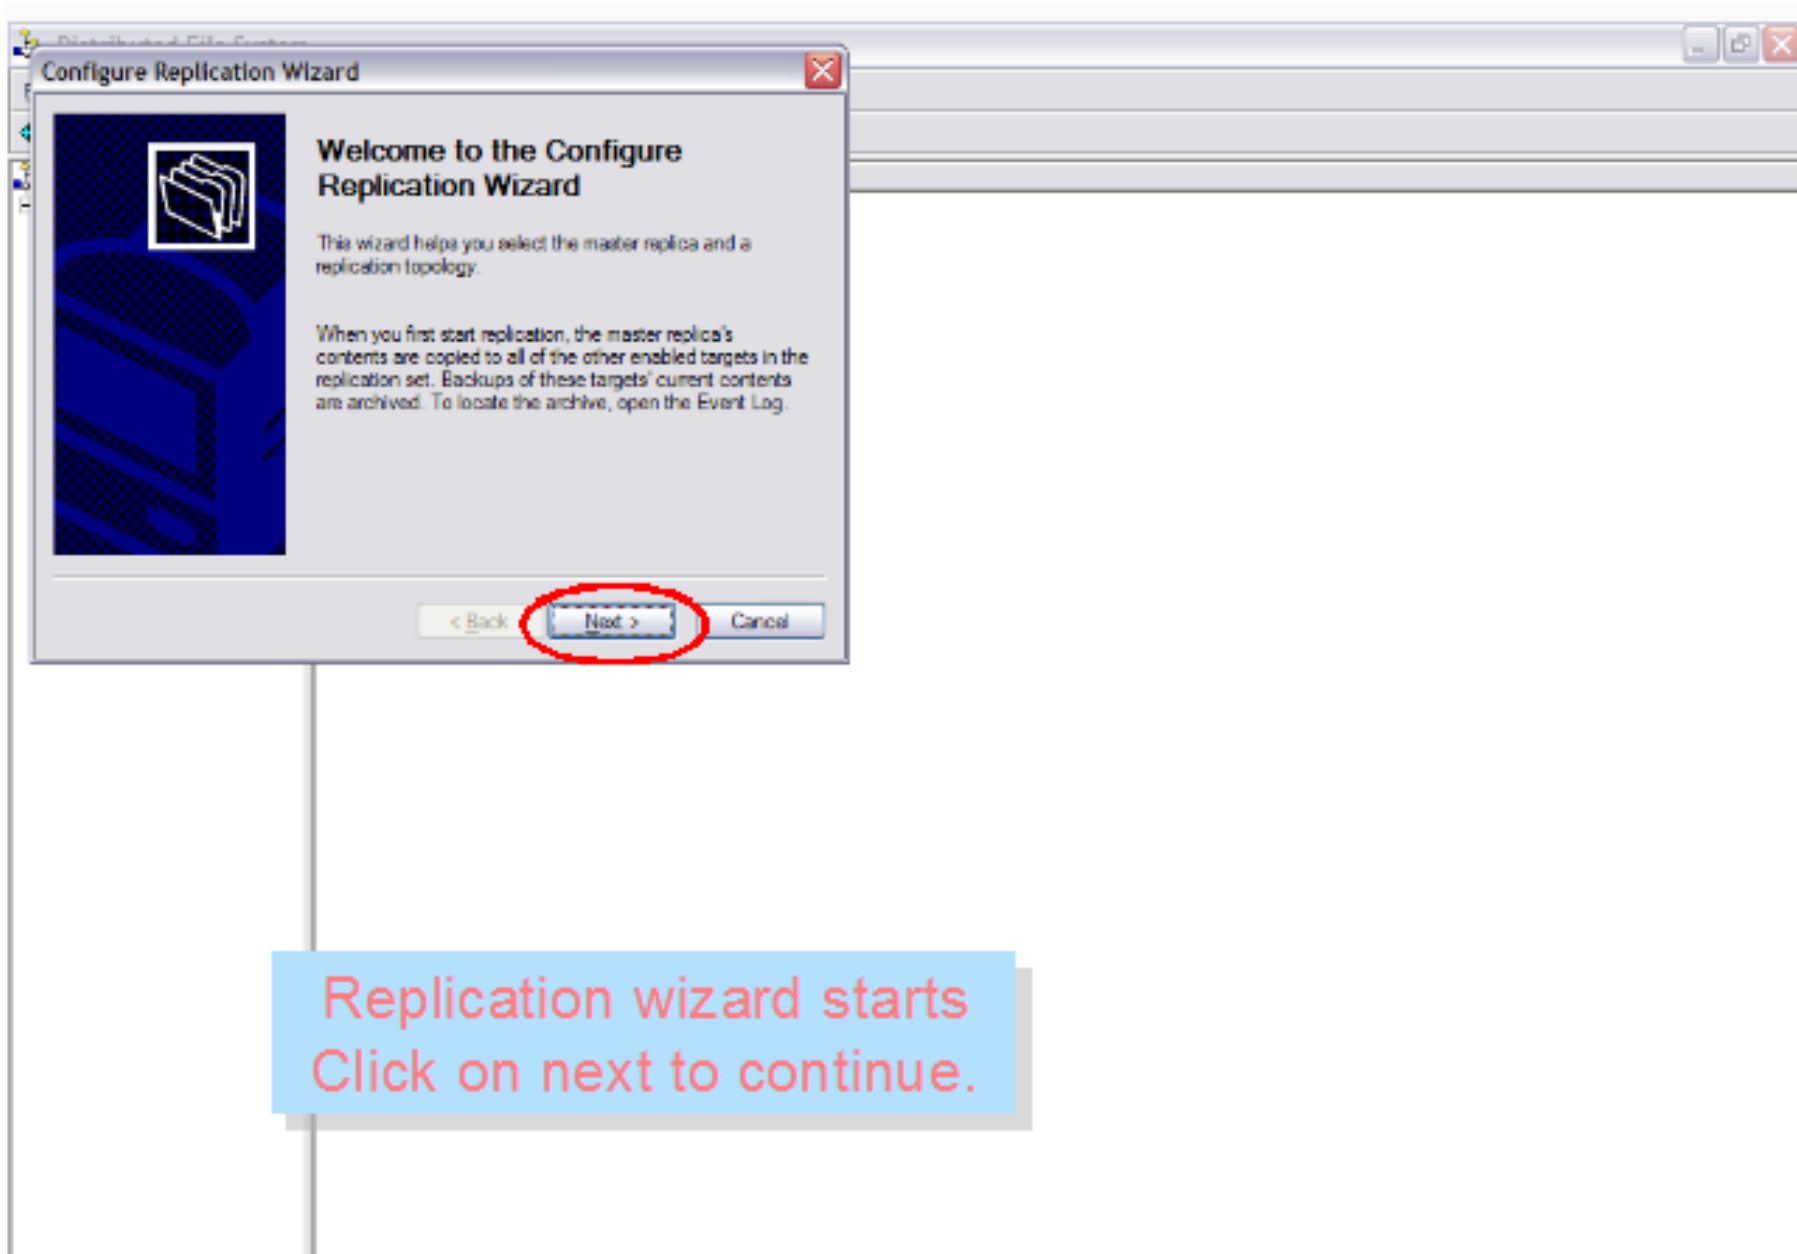 Distributed File System
Configure Replication Wizard
Welcome to the Configure
Replication Wizard
This wizard helps you select the master replica and a
replication topology.
When you first start replication, the master replica's
contents are copied to all of the other enabled targets in the
replication set. Backups of these targets' current contents
are archived. To locate the archive, open the Event Log.
< Back
Next >
Cancel
Replication wizard starts
Click on next to continue.